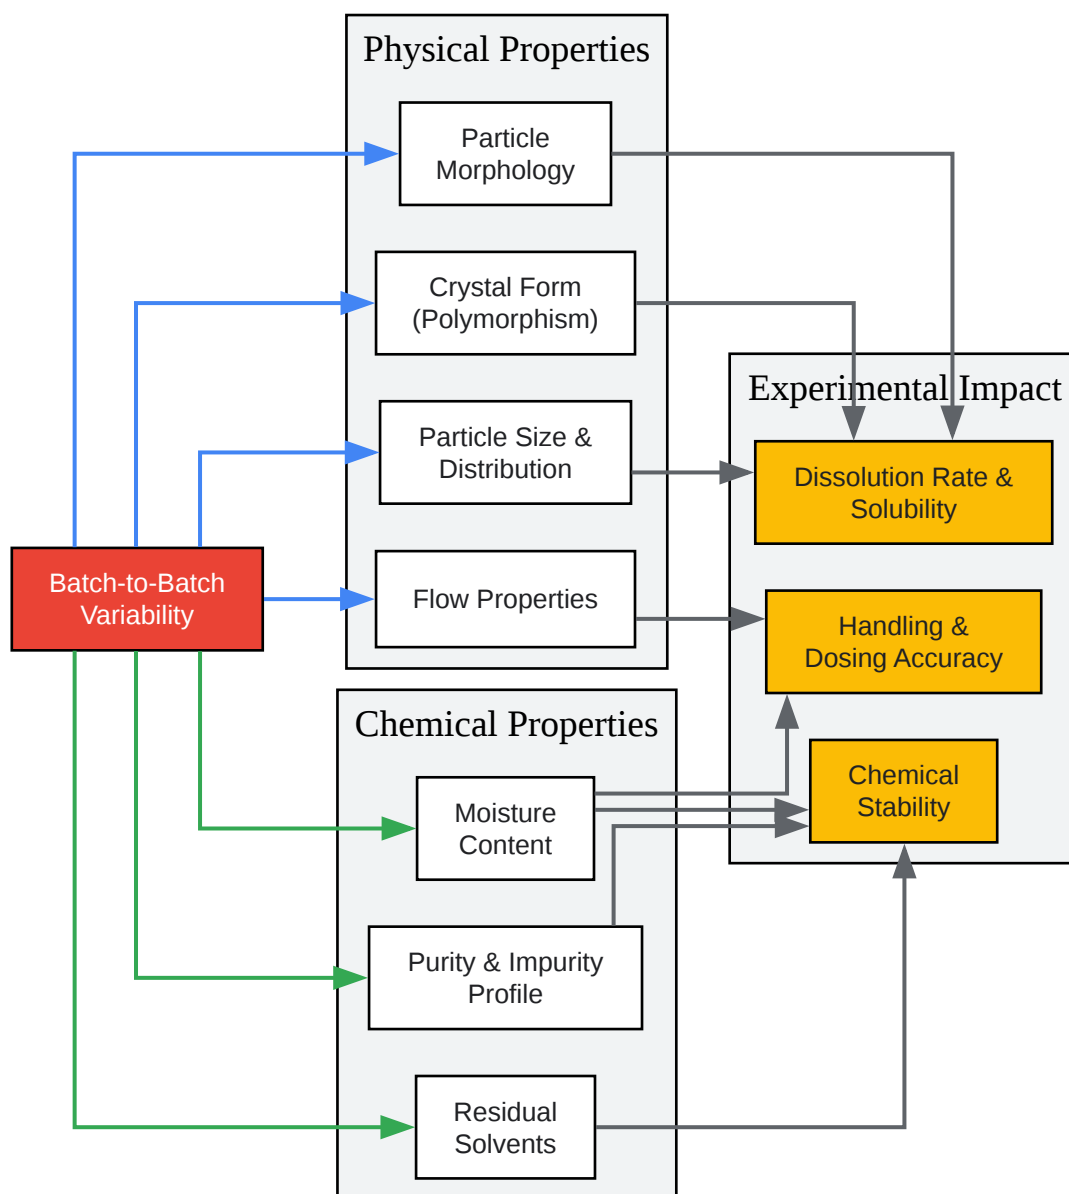 Physical Properties
Particle
Morphology
Crystal Form
(Polymorphism)
Particle Size &
Distribution
Flow Properties
Batch-to-Batch
Variability
Experimental Impact
Dissolution Rate &
Solubility
Handling &
Dosing Accuracy
Chemical
Stability
Chemical Properties
Moisture
Content
Purity & Impurity
Profile
Residual
Solvents